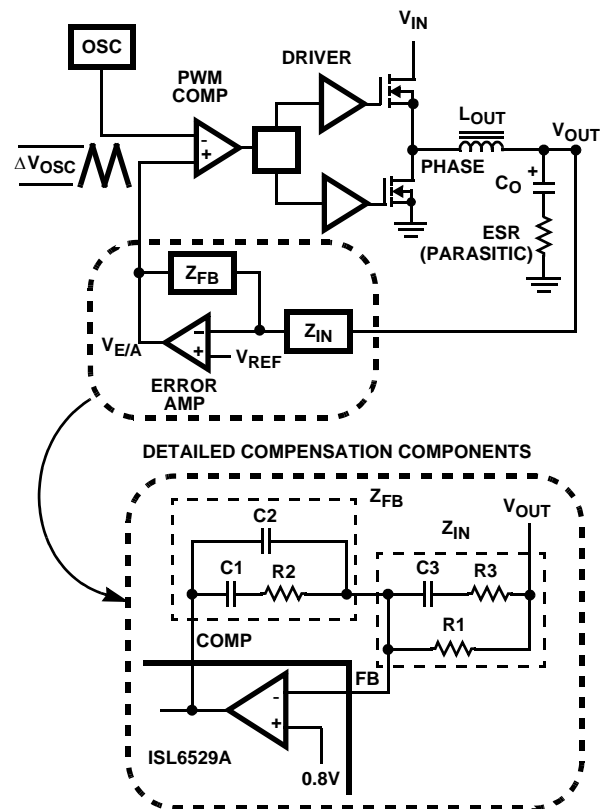 OSC
PWM
COMP
DRIVER
V_IN
L_OUT
V_OUT
ΔV_OSC
-
+
PHASE
C_O
+
ESR
(PARASITIC)
Z_FB
Z_IN
V_E/A
-
+
V_REF
ERROR
AMP
DETAILED COMPENSATION COMPONENTS
Z_FB
Z_IN
V_OUT
C2
C1
R2
C3
R3
R1
COMP
FB
-
+
ISL6529A
0.8V